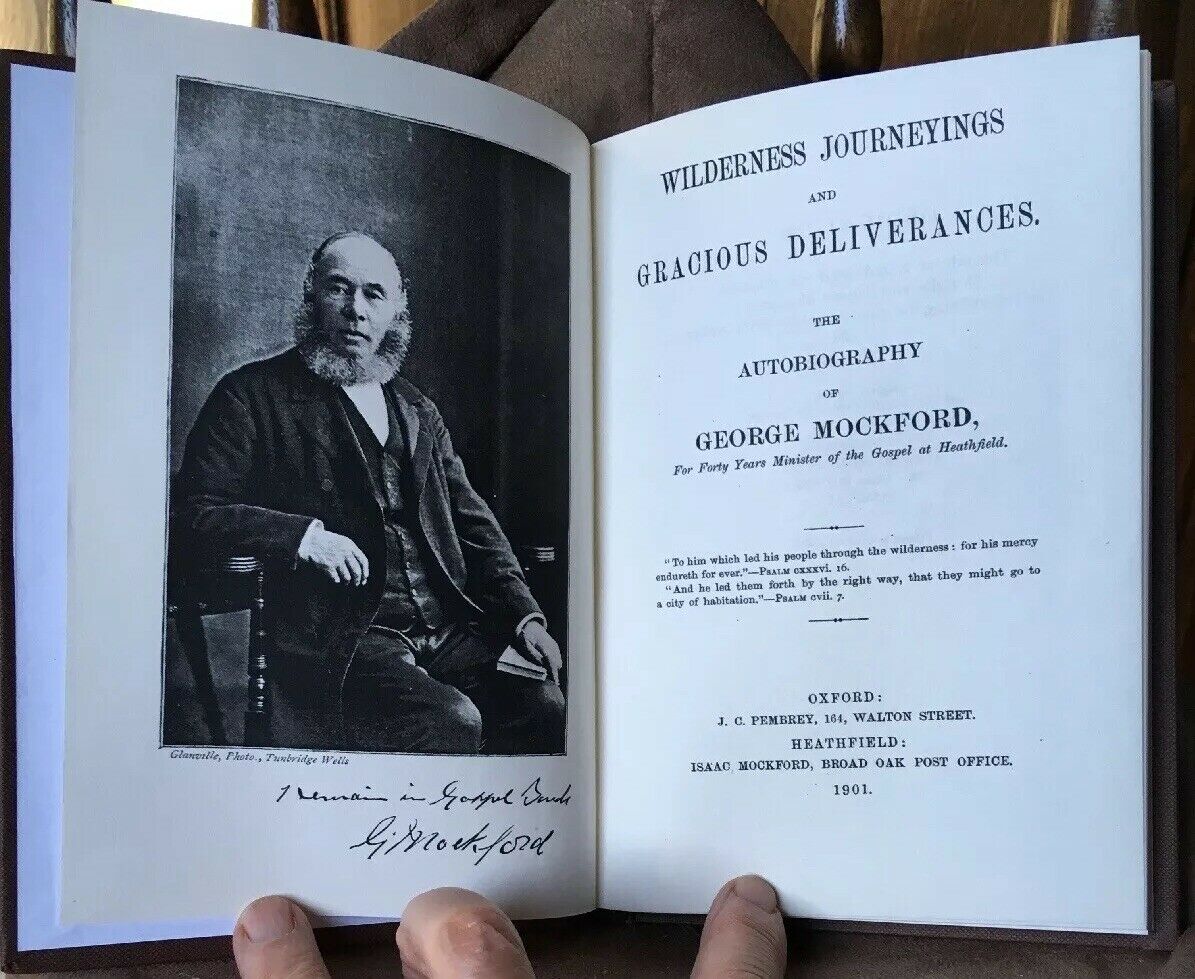 Glanville, Photo., Tunbridge Wells
I remain in Gospel Bonds
G Mockford
WILDERNESS JOURNEYINGS
AND
GRACIOUS DELIVERANCES.
THE
AUTOBIOGRAPHY
OF
GEORGE MOCKFORD,
For Forty Years Minister of the Gospel at Heathfield.
"To him which led his people through the wilderness : for his mercy
endureth for ever."—PSALM cxxxvi. 16.
"And he led them forth by the right way, that they might go to
a city of habitation."—PSALM cvii. 7.
OXFORD:
J. C. PEMBREY, 164, WALTON STREET.
HEATHFIELD:
ISAAC MOCKFORD, BROAD OAK POST OFFICE.
1901.